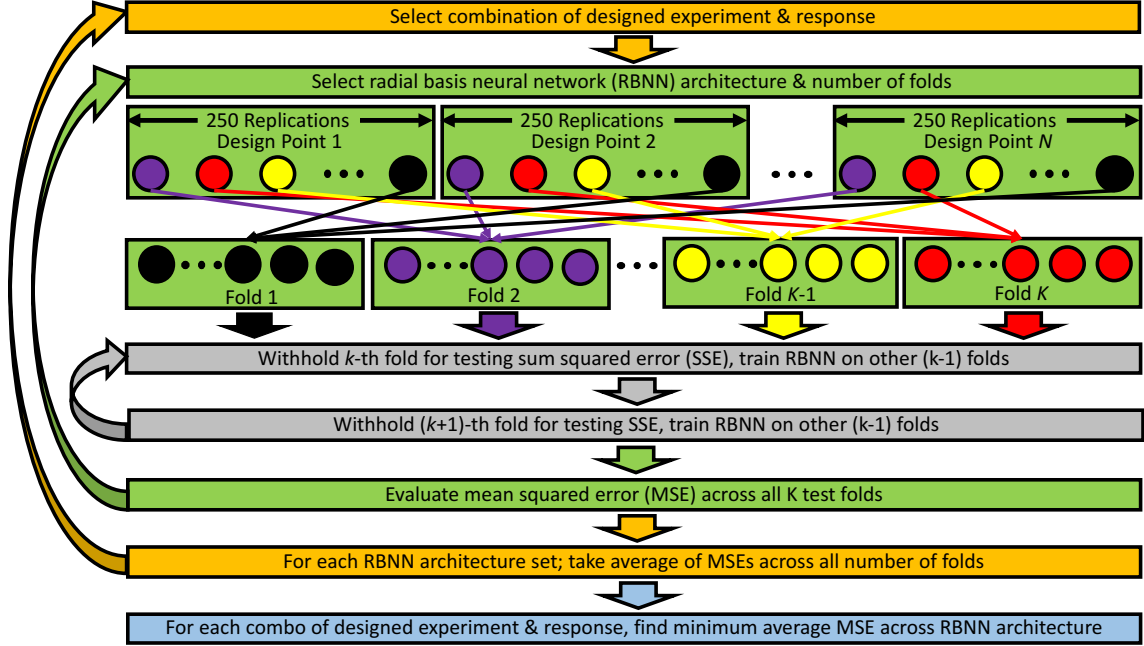 Select combination of designed experiment & response
Select radial basis neural network (RBNN) architecture & number of folds
250 Replications
Design Point 1
250 Replications
Design Point 2
250 Replications
Design Point N
Fold 1
Fold 2
Fold K-1
Fold K
Withhold k-th fold for testing sum squared error (SSE), train RBNN on other (k-1) folds
Withhold (k+1)-th fold for testing SSE, train RBNN on other (k-1) folds
Evaluate mean squared error (MSE) across all K test folds
For each RBNN architecture set; take average of MSEs across all number of folds
For each combo of designed experiment & response, find minimum average MSE across RBNN architecture